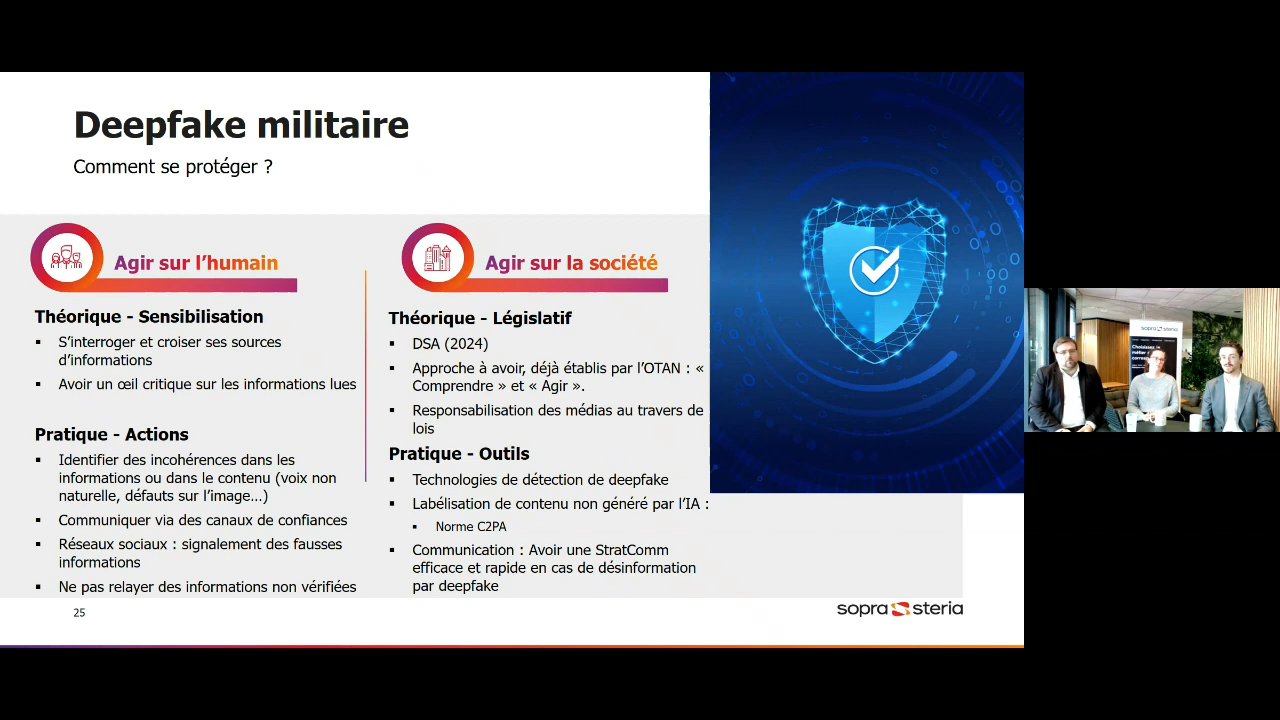 Deepfake militaire
Comment se protéger ?
Agir sur l'humain
Théorique - Sensibilisation
▪ S'interroger et croiser ses sources
d'informations
▪ Avoir un œil critique sur les informations lues
Pratique - Actions
▪ Identifier des incohérences dans les
informations ou dans le contenu (voix non
naturelle, défauts sur l'image…)
▪ Communiquer via des canaux de confiances
▪ Réseaux sociaux : signalement des fausses
informations
▪ Ne pas relayer des informations non vérifiées
Agir sur la société
Théorique - Législatif
▪ DSA (2024)
▪ Approche à avoir, déjà établis par l'OTAN : «
Comprendre » et « Agir ».
▪ Responsabilisation des médias au travers de
lois
Pratique - Outils
▪ Technologies de détection de deepfake
▪ Labélisation de contenu non généré par l'IA :
▪ Norme C2PA
▪ Communication : Avoir une StratComm
efficace et rapide en cas de désinformation
par deepfake
25
sopra steria
sopra steria
Choisissez le